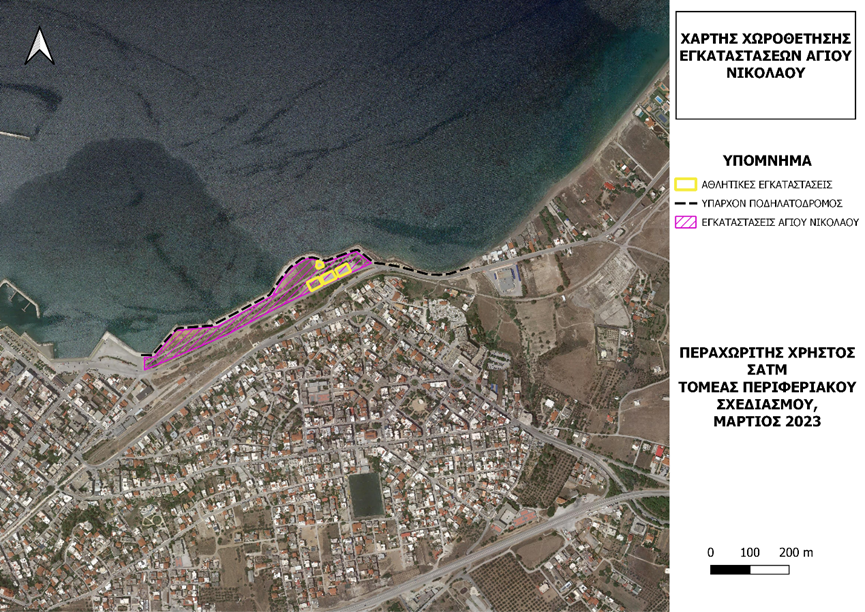 ΧΑΡΤΗΣ ΧΩΡΟΘΕΤΗΣΗΣ
ΕΓΚΑΤΑΣΤΑΣΕΩΝ ΑΓΙΟΥ
ΝΙΚΟΛΑΟΥ
ΥΠΟΜΝΗΜΑ
ΑΘΛΗΤΙΚΕΣ ΕΓΚΑΤΑΣΤΑΣΕΙΣ
ΥΠΑΡΧΟΝ ΠΟΔΗΛΑΤΟΔΡΟΜΟΣ
ΕΓΚΑΤΑΣΤΑΣΕΙΣ ΑΓΙΟΥ ΝΙΚΟΛΑΟΥ
ΠΕΡΑΧΩΡΙΤΗΣ ΧΡΗΣΤΟΣ
ΣΑΤΜ
ΤΟΜΕΑΣ ΠΕΡΙΦΕΡΙΑΚΟΥ
ΣΧΕΔΙΑΣΜΟΥ,
ΜΑΡΤΙΟΣ 2023
0 100 200 m